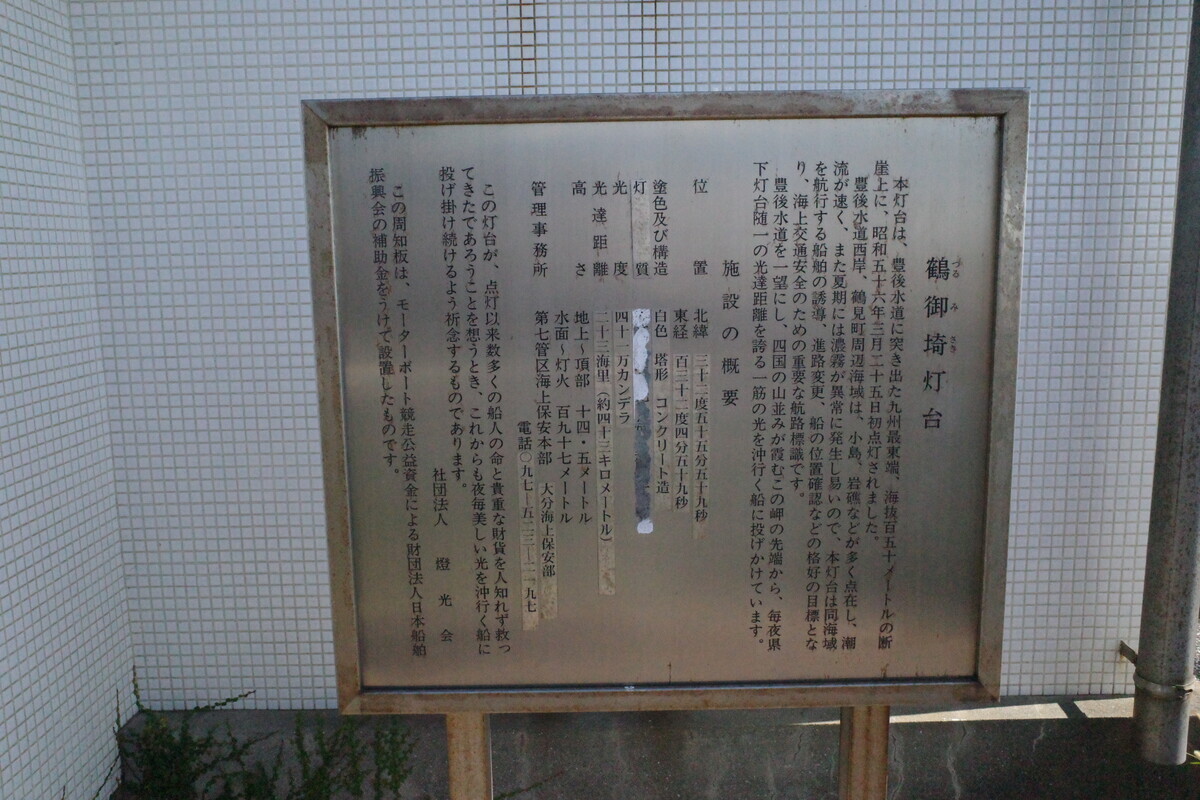 鶴御埼灯台
づるみさき
本灯台は、豊後水道に突き出た九州最東端、海抜百五十メートルの断
崖上に、昭和五十六年三月二十五日初点灯されました。
豊後水道西岸、鶴見町周辺海域は、小島、岩礁などが多く点在し、潮
流が速く、また夏期には濃霧が異常に発生し易いので、本灯台は同海域
を航行する船舶の誘導、進路変更、船の位置確認などの格好の目標とな
り、海上交通安全のための重要な航路標識です。
豊後水道を一望にし、四国の山並みが霞むこの岬の先端から、毎夜県
下灯台随一の光達距離を誇る一筋の光を沖行く船に投げかけています。
施設の概要
位置 北緯 三十二度五十五分五十九秒
東経 百三十二度四分五十九秒
塗色及び構造 白色 塔形 コンクリート造
灯質
光度 四十一万カンデラ
光達距離 二十三海里（約四十三キロメートル）
高さ 地上～頂部 十四・五メートル
水面～灯火 百九十七メートル
管理事務所 第七管区海上保安本部 大分海上保安部
電話〇九七―五二三―一一九七
この灯台が、点灯以来数多くの船人の命と貴重な財貨を人知れず救っ
てきたであろうことを想うとき、これからも夜毎美しい光を沖行く船に
投げ掛け続けるよう祈念するものであります。
社団法人 燈光会
この周知板は、モーターボート競走公益資金による財団法人日本船舶
振興会の補助金をうけて設置したものです。